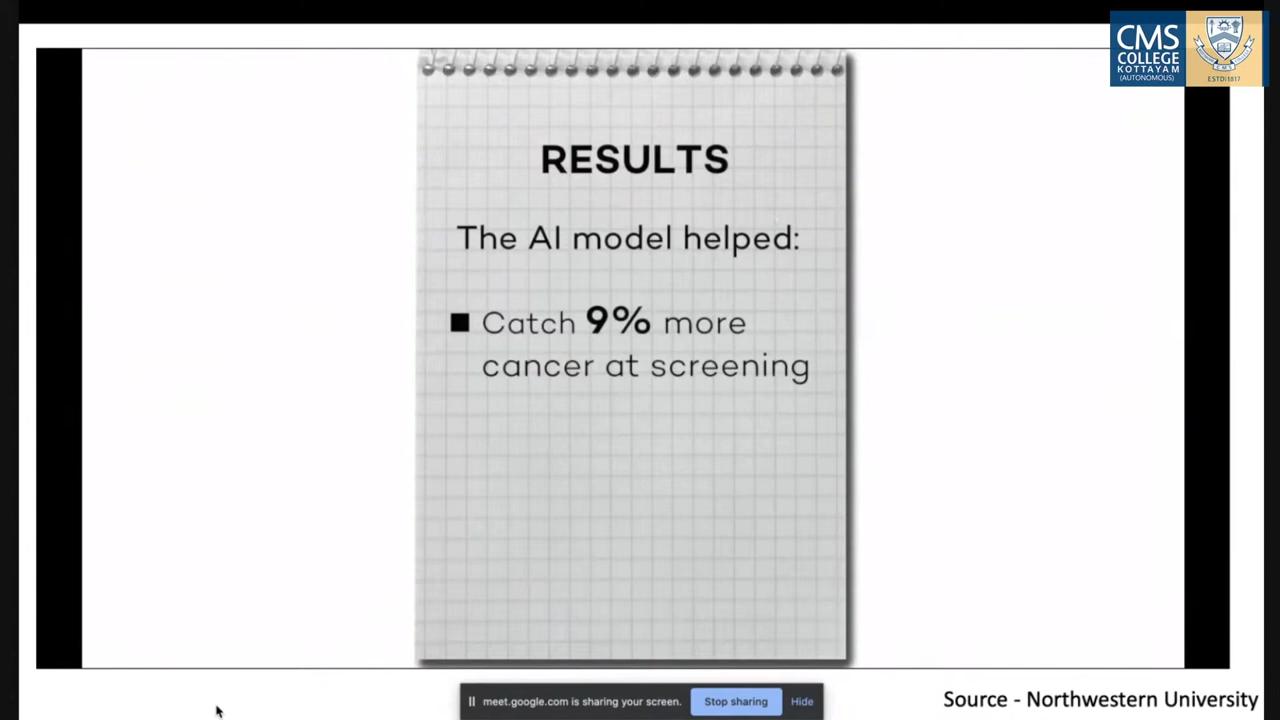 CMS
COLLEGE
KOTTAYAM
(AUTONOMOUS)
ESTD:1817
RESULTS
The AI model helped:
■ Catch 9% more
cancer at screening
meet.google.com is sharing your screen.
Stop sharing
Hide
Source - Northwestern University